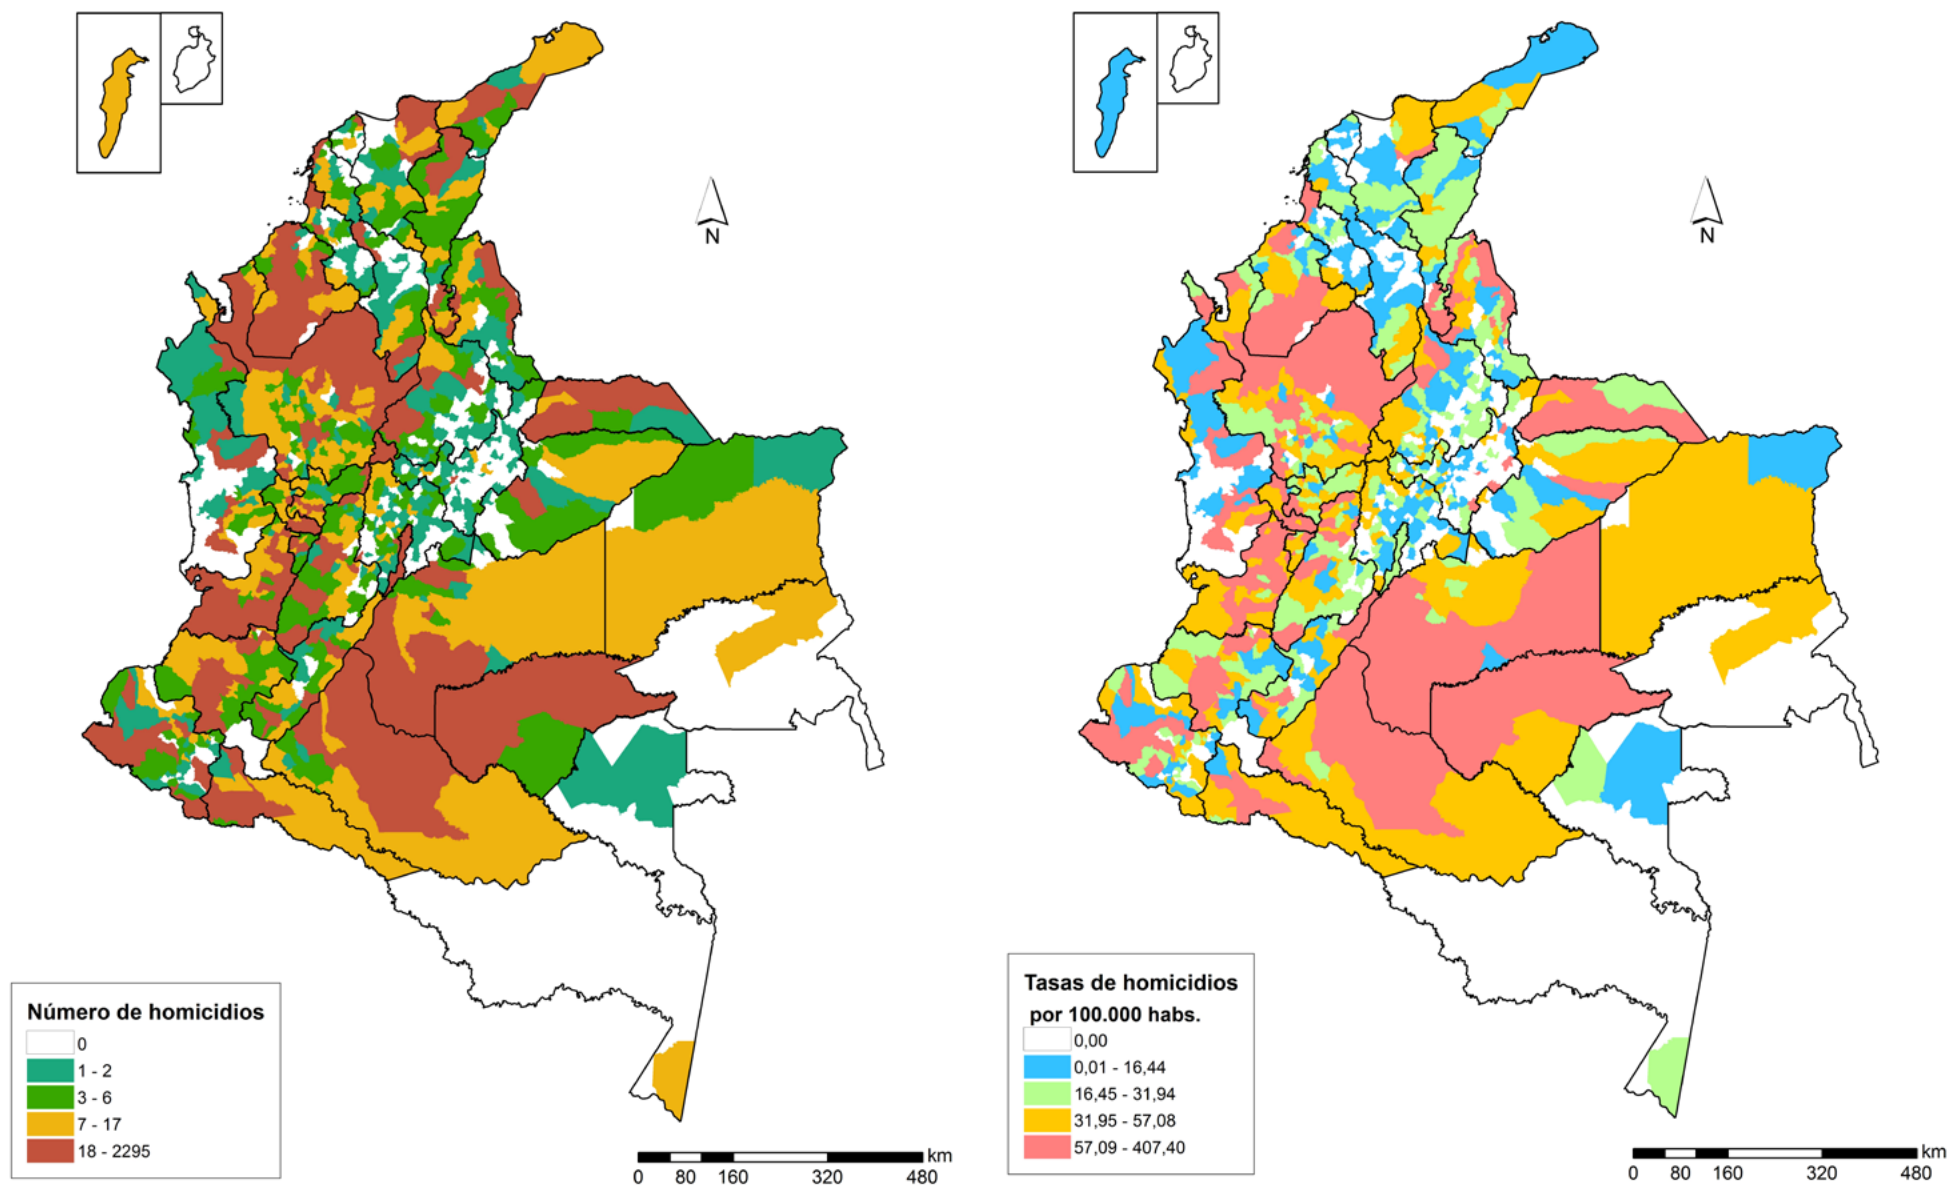 N
N
Número de homicidios
0
1 - 2
3 - 6
7 - 17
18 - 2295
km
0 80 160 320 480
Tasas de homicidios
por 100.000 habs.
0,00
0,01 - 16,44
16,45 - 31,94
31,95 - 57,08
57,09 - 407,40
km
0 80 160 320 480